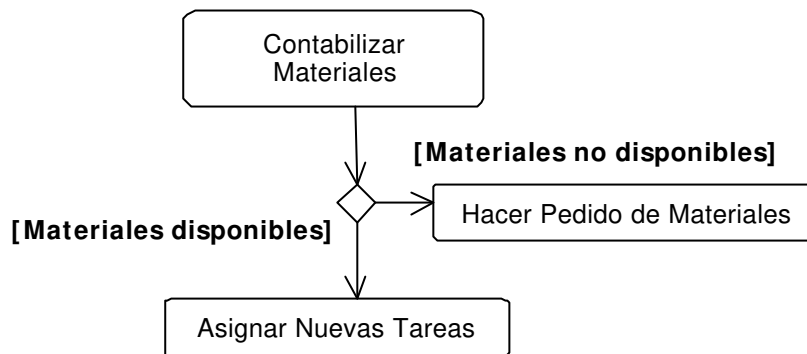 Contabilizar
Materiales
[Materiales no disponibles]
Hacer Pedido de Materiales
[Materiales disponibles]
Asignar Nuevas Tareas